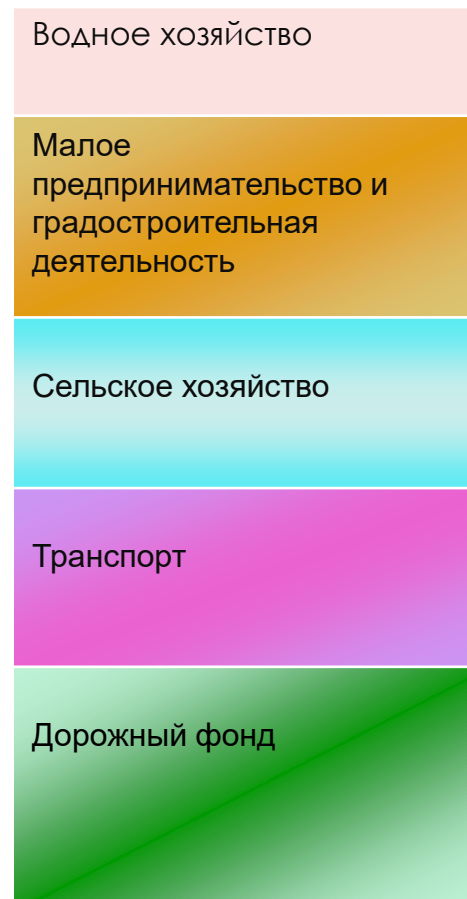 Водное хозяйство
Малое
предпринимательство и
градостроительная
деятельность
Сельское хозяйство
Транспорт
Дорожный фонд